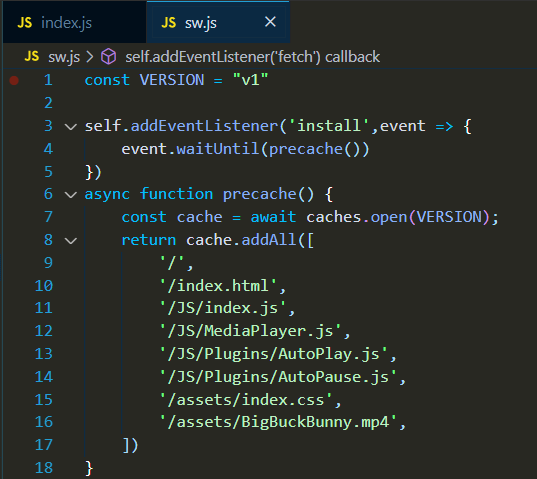 JS index.js JS sw.js ×
JS sw.js > self.addEventListener('fetch') callback
1 const VERSION = "v1"
2
3 self.addEventListener('install',event => {
4     event.waitUntil(precache())
5 })
6 async function precache() {
7     const cache = await caches.open(VERSION);
8     return cache.addAll([
9         '/',
10         '/index.html',
11         '/JS/index.js',
12         '/JS/MediaPlayer.js',
13         '/JS/Plugins/AutoPlay.js',
14         '/JS/Plugins/AutoPause.js',
15         '/assets/index.css',
16         '/assets/BigBuckBunny.mp4',
17     ])
18 }